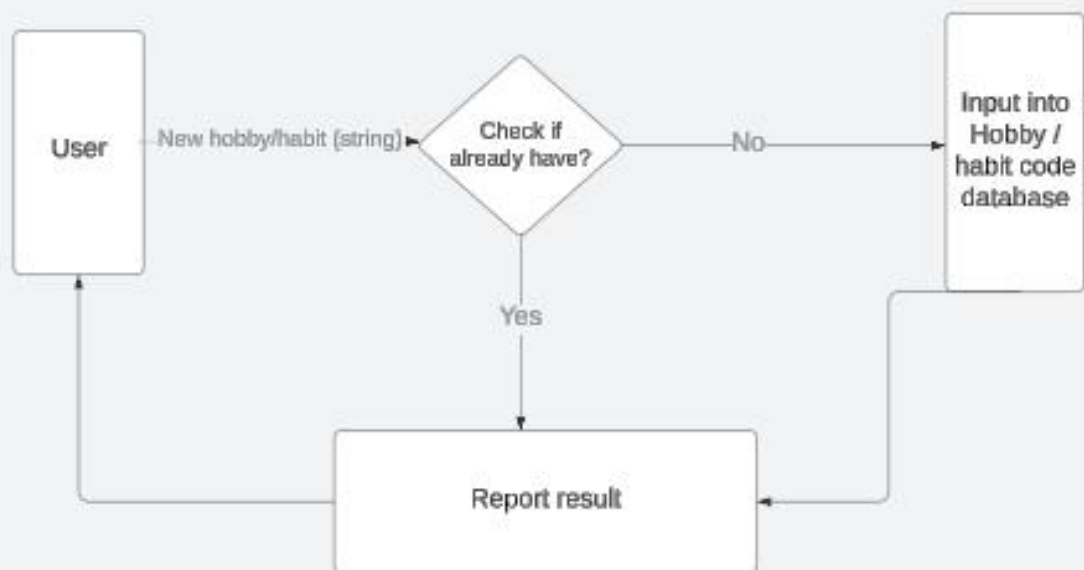 User
New hobby/habit (string)
Check if
already have?
No
Input into
Hobby /
habit code
database
Yes
Report result